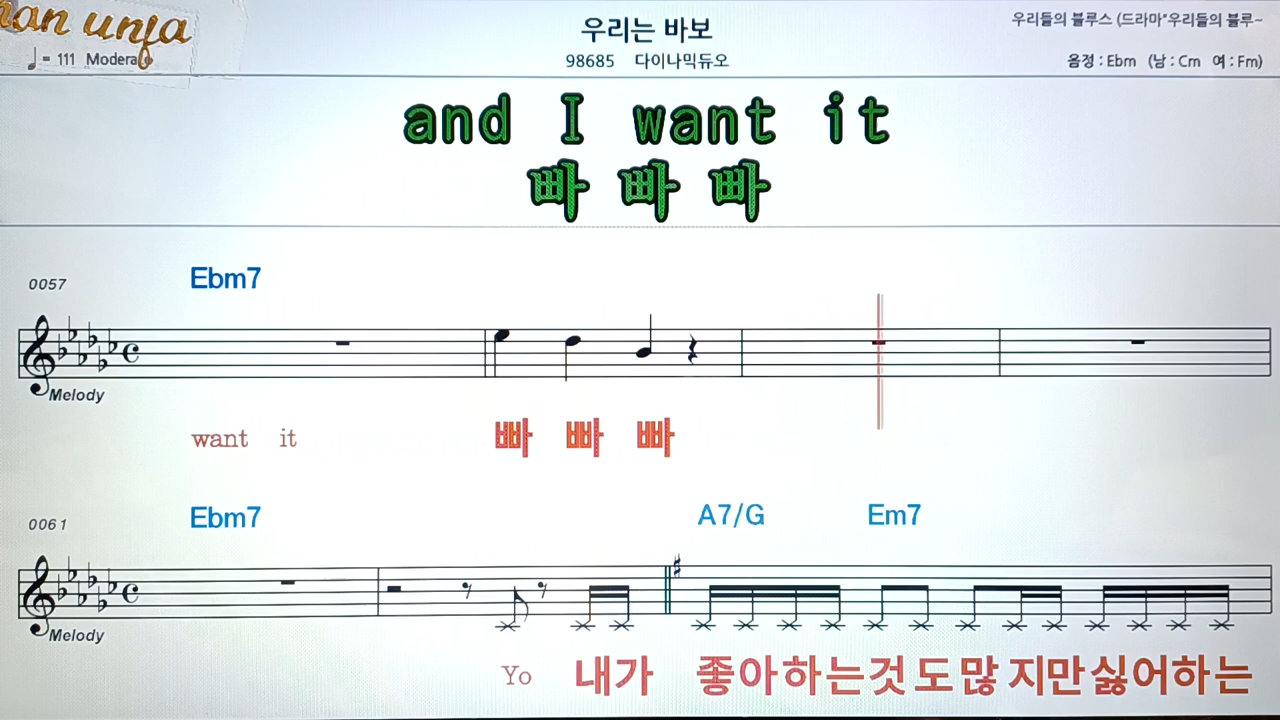 우리는 바보
우리들의 블루스 (드라마"우리들의 블루~
♩= 111 Modera
98685 다이나믹듀오
음정 : Ebm (남 : Cm 여 : Fm)
and I want it
빠 빠 빠
0057 Ebm7
Melody
want it 빠 빠 빠
0061 Ebm7 A7/G Em7
Melody
Yo 내가 좋아하는것도많지만싫어하는